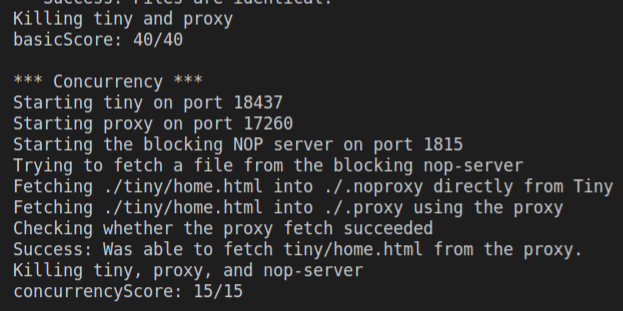 Success: Files are identical.
Killing tiny and proxy
basicScore: 40/40
*** Concurrency ***
Starting tiny on port 18437
Starting proxy on port 17260
Starting the blocking NOP server on port 1815
Trying to fetch a file from the blocking nop-server
Fetching ./tiny/home.html into ./.noproxy directly from Tiny
Fetching ./tiny/home.html into ./.proxy using the proxy
Checking whether the proxy fetch succeeded
Success: Was able to fetch tiny/home.html from the proxy.
Killing tiny, proxy, and nop-server
concurrencyScore: 15/15